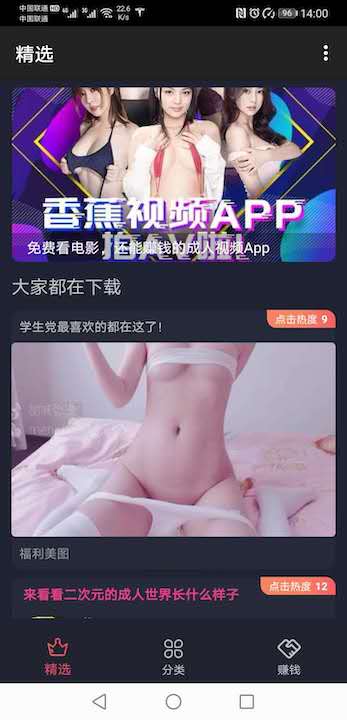 中国联通 HD 4G 3G 22.6 K/s 96 14:00
中国联通
精选
香蕉视频APP
免费看电影，还能赚钱的成人视频App
大家都在下载
学生党最喜欢的都在这了！
点击热度 9
福利美图
来看看二次元的成人世界长什么样子
点击热度 12
精选
分类
赚钱